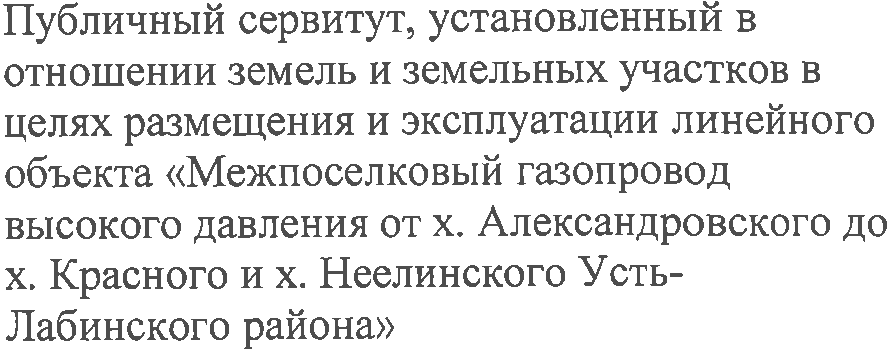 Публичный сервитут, установленный в
отношении земель и земельных участков в
целях размещения и эксплуатации линейного
объекта «Межпоселковый газопровод
высокого давления от х. Александровского до
х. Красного и х. Неелинского Усть-
Лабинского района»